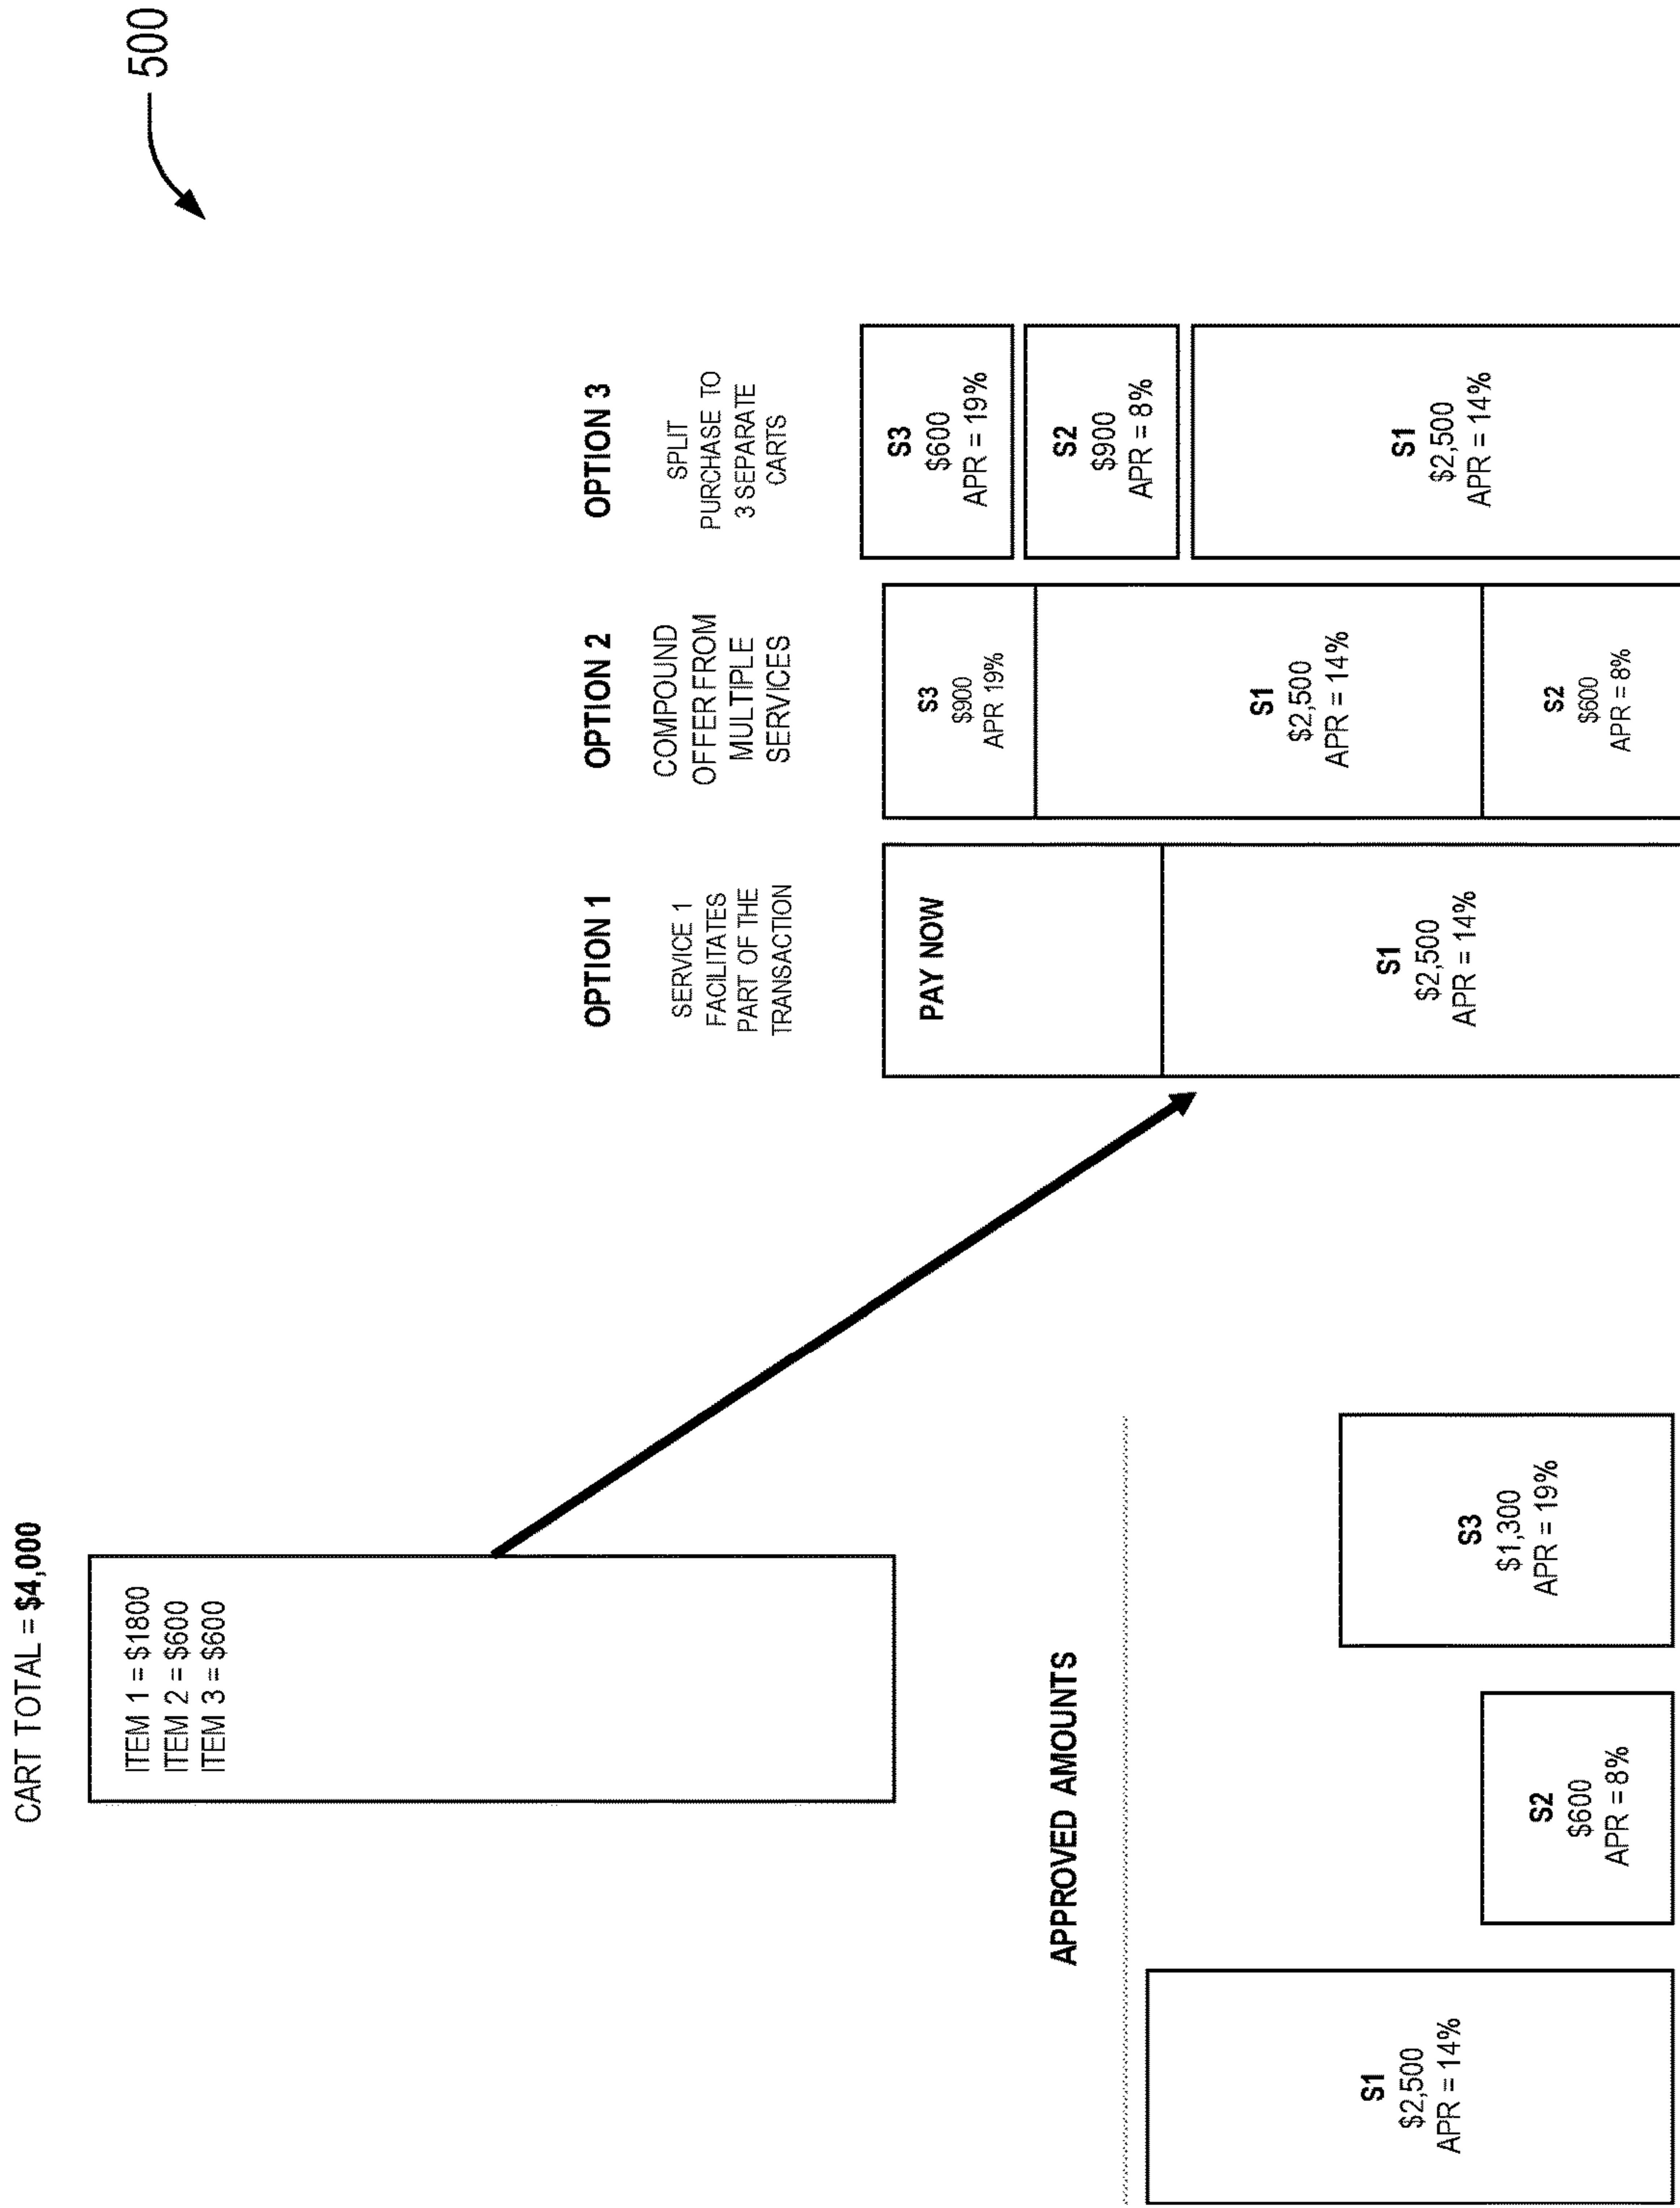 500
CART TOTAL = $4,000
ITEM 1 = $1800
ITEM 2 = $600
ITEM 3 = $600
APPROVED AMOUNTS
S1
$2,500
APR = 14%
S2
$600
APR = 8%
S3
$1,300
APR = 19%
OPTION 1
SERVICE 1
FACILITATES
PART OF THE
TRANSACTION
PAY NOW
S1
$2,500
APR = 14%
OPTION 2
COMPOUND
OFFER FROM
MULTIPLE
SERVICES
S3
$900
APR 19%
S1
$2,500
APR = 14%
S2
$600
APR = 8%
OPTION 3
SPLIT
PURCHASE TO
3 SEPARATE
CARTS
S3
$600
APR = 19%
S2
$900
APR = 8%
S1
$2,500
APR = 14%